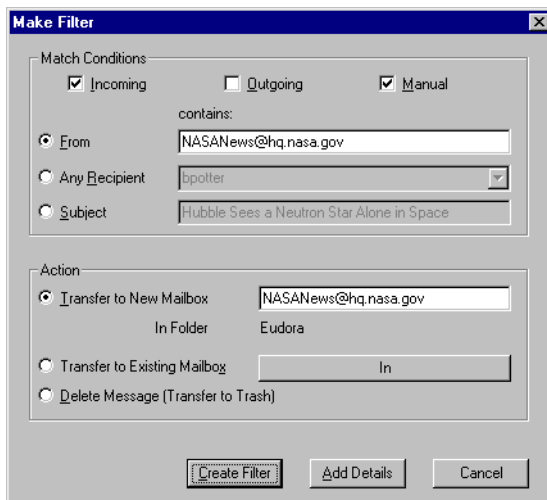 Make Filter
Match Conditions
Incoming Outgoing Manual
contains:
From NASANews@hq.nasa.gov
Any Recipient bpotter
Subject Hubble Sees a Neutron Star Alone in Space
Action
Transfer to New Mailbox NASANews@hq.nasa.gov
In Folder Eudora
Transfer to Existing Mailbox In
Delete Message (Transfer to Trash)
Create Filter Add Details Cancel